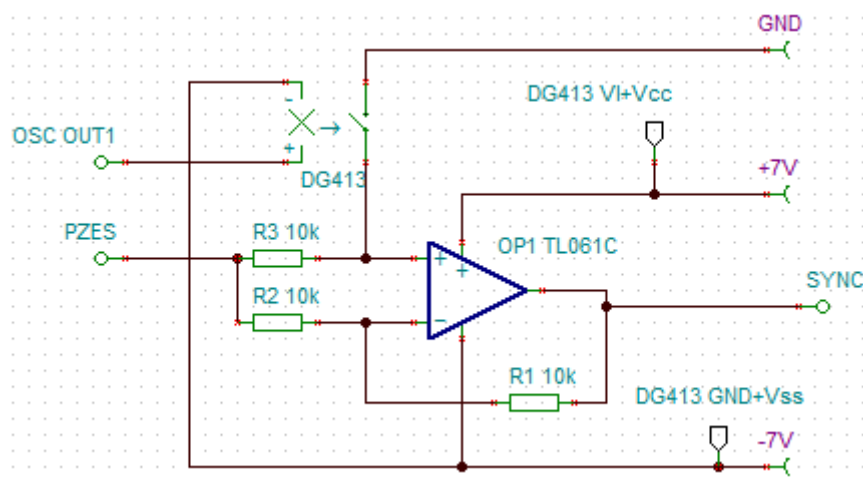 GND
DG413 VI+Vcc
OSC OUT1
-
+
DG413
+7V
PZES
R3 10k
OP1 TL061C
+
+
SYNC
R2 10k
-
R1 10k
DG413 GND+Vss
-7V